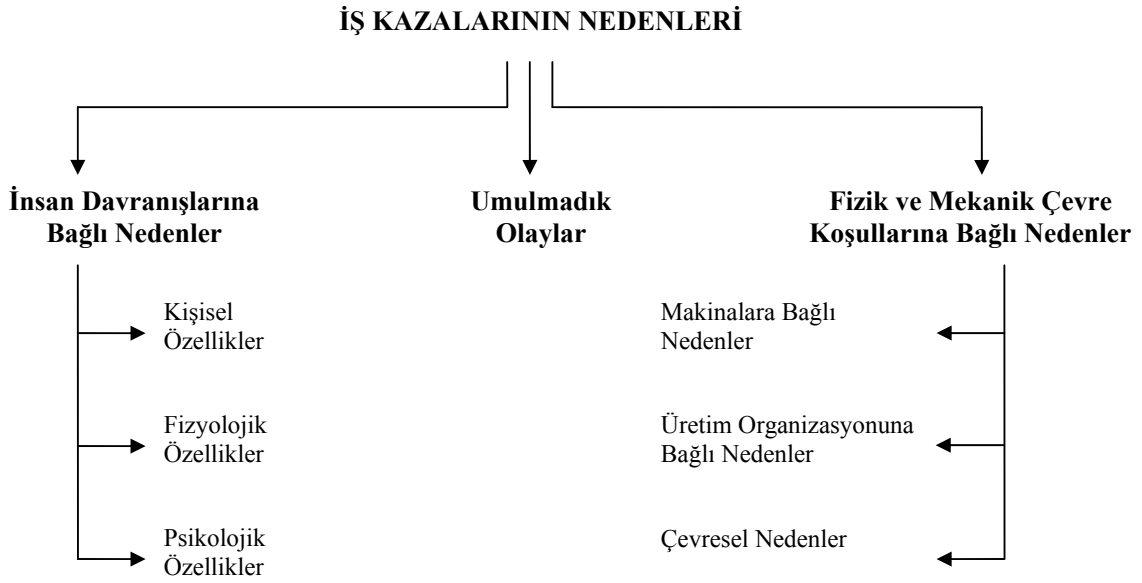 İŞ KAZALARININ NEDENLERİ
İnsan Davranışlarına
Bağlı Nedenler
Umulmadık
Olaylar
Fizik ve Mekanik Çevre
Koşullarına Bağlı Nedenler
Kişisel
Özellikler
Fizyolojik
Özellikler
Psikolojik
Özellikler
Makinalara Bağlı
Nedenler
Üretim Organizasyonuna
Bağlı Nedenler
Çevresel Nedenler